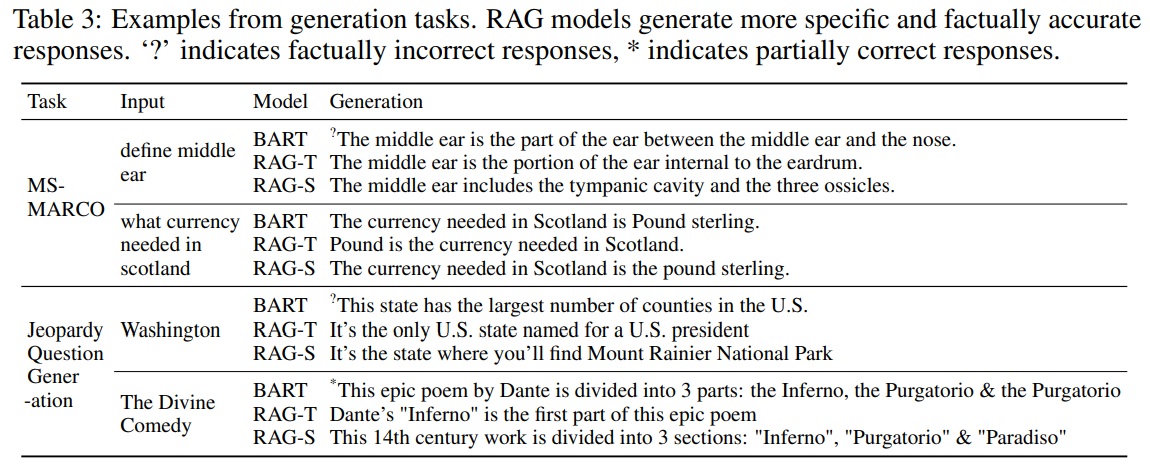 Table 3: Examples from generation tasks. RAG models generate more specific and factually accurate
responses. ‘?’ indicates factually incorrect responses, * indicates partially correct responses.
Task Input Model Generation
MS-
MARCO
define middle
ear
BART ?The middle ear is the part of the ear between the middle ear and the nose.
RAG-T The middle ear is the portion of the ear internal to the eardrum.
RAG-S The middle ear includes the tympanic cavity and the three ossicles.
what currency
needed in
scotland
BART The currency needed in Scotland is Pound sterling.
RAG-T Pound is the currency needed in Scotland.
RAG-S The currency needed in Scotland is the pound sterling.
Jeopardy
Question
Gener
-ation
Washington
BART ?This state has the largest number of counties in the U.S.
RAG-T It's the only U.S. state named for a U.S. president
RAG-S It's the state where you'll find Mount Rainier National Park
The Divine
Comedy
BART *This epic poem by Dante is divided into 3 parts: the Inferno, the Purgatorio & the Purgatorio
RAG-T Dante's "Inferno" is the first part of this epic poem
RAG-S This 14th century work is divided into 3 sections: "Inferno", "Purgatorio" & "Paradiso"